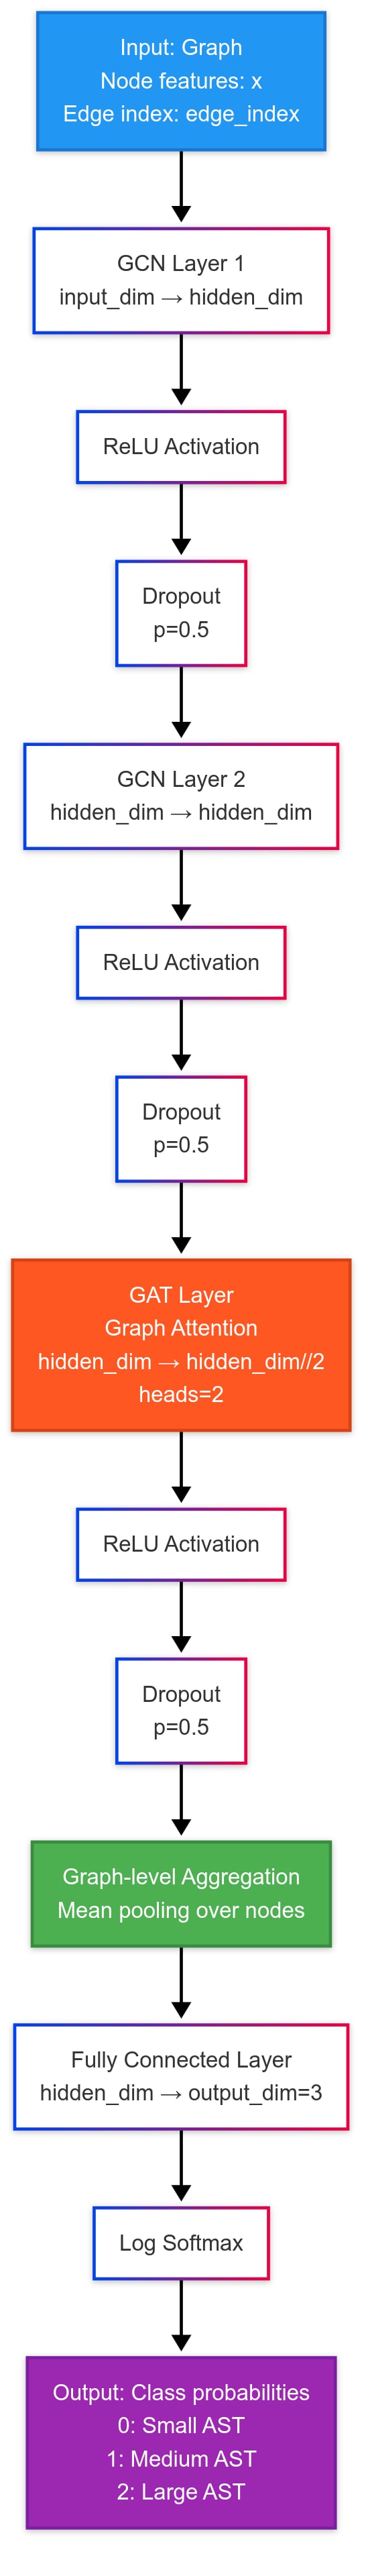 Input: Graph
Node features: x
Edge index: edge_index
GCN Layer 1
input_dim → hidden_dim
ReLU Activation
Dropout
p=0.5
GCN Layer 2
hidden_dim → hidden_dim
ReLU Activation
Dropout
p=0.5
GAT Layer
Graph Attention
hidden_dim → hidden_dim//2
heads=2
ReLU Activation
Dropout
p=0.5
Graph-level Aggregation
Mean pooling over nodes
Fully Connected Layer
hidden_dim → output_dim=3
Log Softmax
Output: Class probabilities
0: Small AST
1: Medium AST
2: Large AST